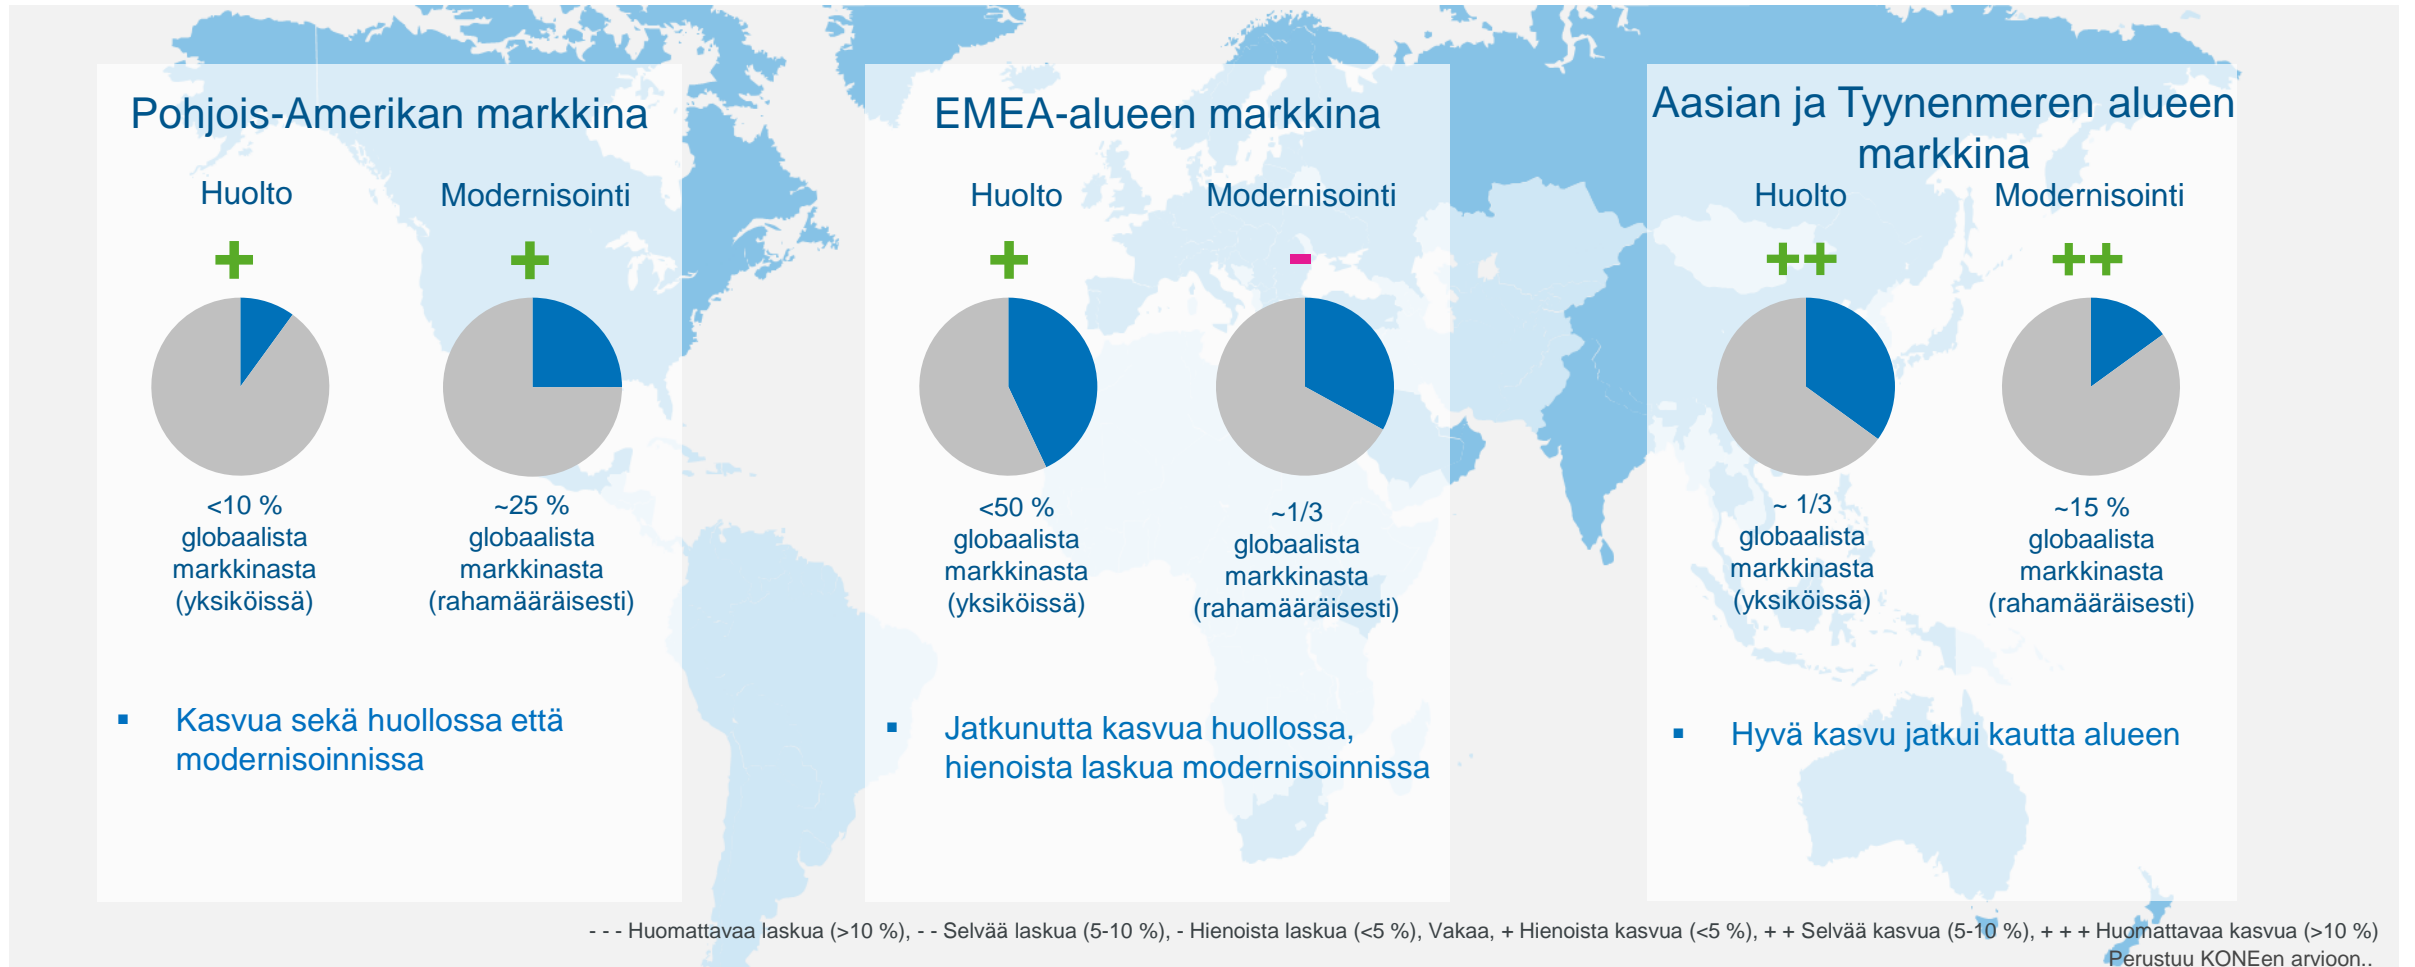 Pohjois-Amerikan markkina
Huolto
Modernisointi
+
+
<10 %
globaalista
markkinasta
(yksiköissä)
~25 %
globaalista
markkinasta
(rahamääräisesti)
▪ Kasvua sekä huollossa että
modernisoinnissa
EMEA-alueen markkina
Huolto
Modernisointi
+
-
<50 %
globaalista
markkinasta
(yksiköissä)
~1/3
globaalista
markkinasta
(rahamääräisesti)
▪ Jatkunutta kasvua huollossa,
hienoista laskua modernisoinnissa
Aasian ja Tyynenmeren alueen
markkina
Huolto
Modernisointi
++
++
~ 1/3
globaalista
markkinasta
(yksiköissä)
~15 %
globaalista
markkinasta
(rahamääräisesti)
▪ Hyvä kasvu jatkui kautta alueen
- - - Huomattavaa laskua (>10 %), - - Selvää laskua (5-10 %), - Hienoista laskua (<5 %), Vakaa, + Hienoista kasvua (<5 %), + + Selvää kasvua (5-10 %), + + + Huomattavaa kasvua (>10 %)
Perustuu KONEen arvioon..